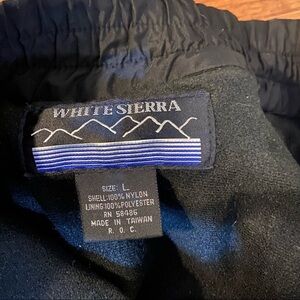 WHITE SIERRA
SIZE: L
SHELL:100% NYLON
LINING:100% POLYESTER
RN 58486
MADE IN TAIWAN
R. O. C.